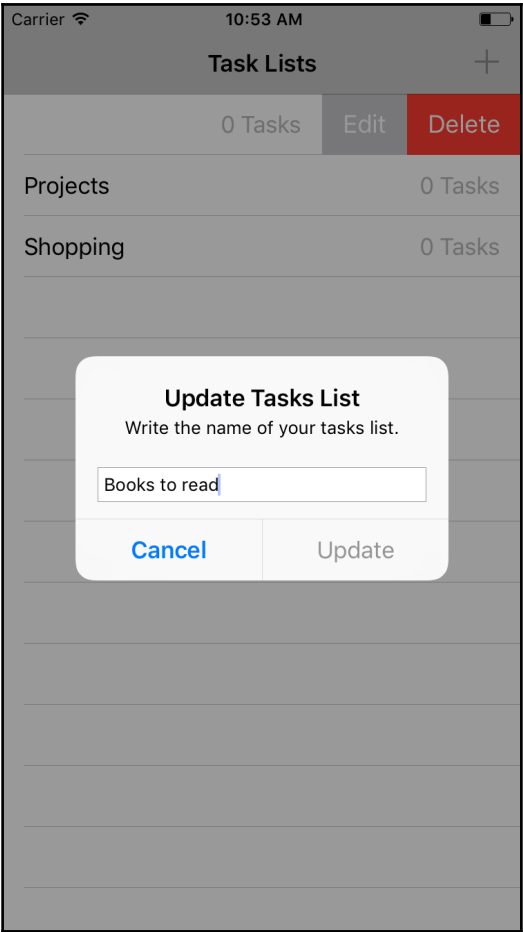 Carrier 10:53 AM
Task Lists
0 Tasks Edit Delete
Projects 0 Tasks
Shopping 0 Tasks
Update Tasks List
Write the name of your tasks list.
Books to read
Cancel Update